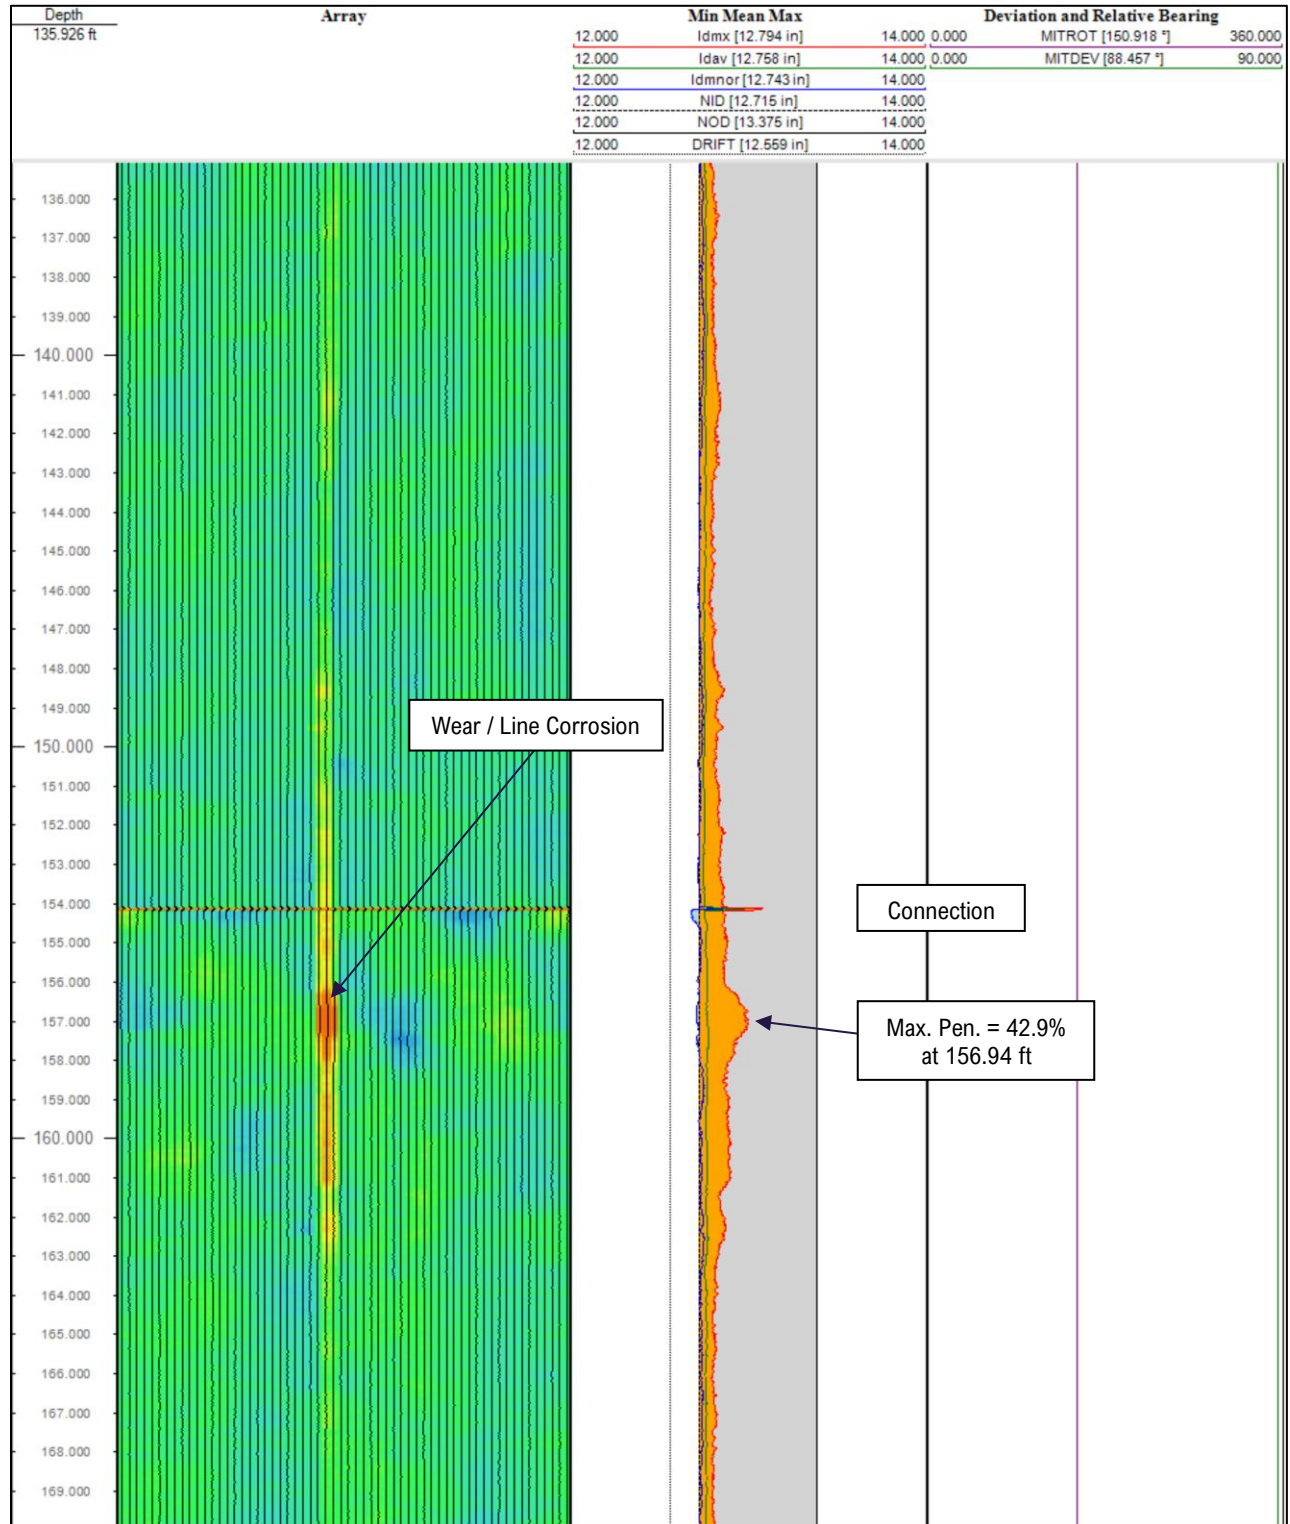 Depth
135.926 ft
Array
Min Mean Max
12.000 Idmx [12.794 in] 14.000
12.000 Idav [12.758 in] 14.000
12.000 Idmnor [12.743 in] 14.000
12.000 NID [12.715 in] 14.000
12.000 NOD [13.375 in] 14.000
12.000 DRIFT [12.559 in] 14.000
Deviation and Relative Bearing
0.000 MITROT [150.918 °] 360.000
0.000 MITDEV [88.457 °] 90.000
136.000
137.000
138.000
139.000
140.000
141.000
142.000
143.000
144.000
145.000
146.000
147.000
148.000
149.000
150.000
151.000
152.000
153.000
154.000
155.000
156.000
157.000
158.000
159.000
160.000
161.000
162.000
163.000
164.000
165.000
166.000
167.000
168.000
169.000
Wear / Line Corrosion
Connection
Max. Pen. = 42.9%
at 156.94 ft